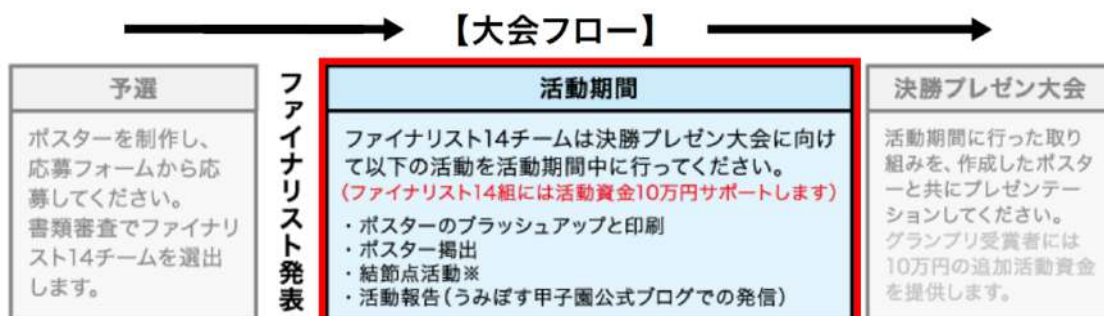 【大会フロー】
予選
ポスターを制作し、
応募フォームから応
募してください。
書類審査でファイナリ
スト14チームを選出
します。
ファイナリスト発表
活動期間
ファイナリスト14チームは決勝プレゼン大会に向け
て以下の活動を活動期間中に行ってください。
(ファイナリスト14組には活動資金10万円サポートします)
・ポスターのブラッシュアップと印刷
・ポスター掲出
・結節点活動※
・活動報告(うみぽす甲子園公式ブログでの発信)
決勝プレゼン大会
活動期間に行った取り
組みを、作成したポスタ
ーと共にプレゼンテー
ションしてください。
グランプリ受賞者には
10万円の追加活動資金
を提供します。